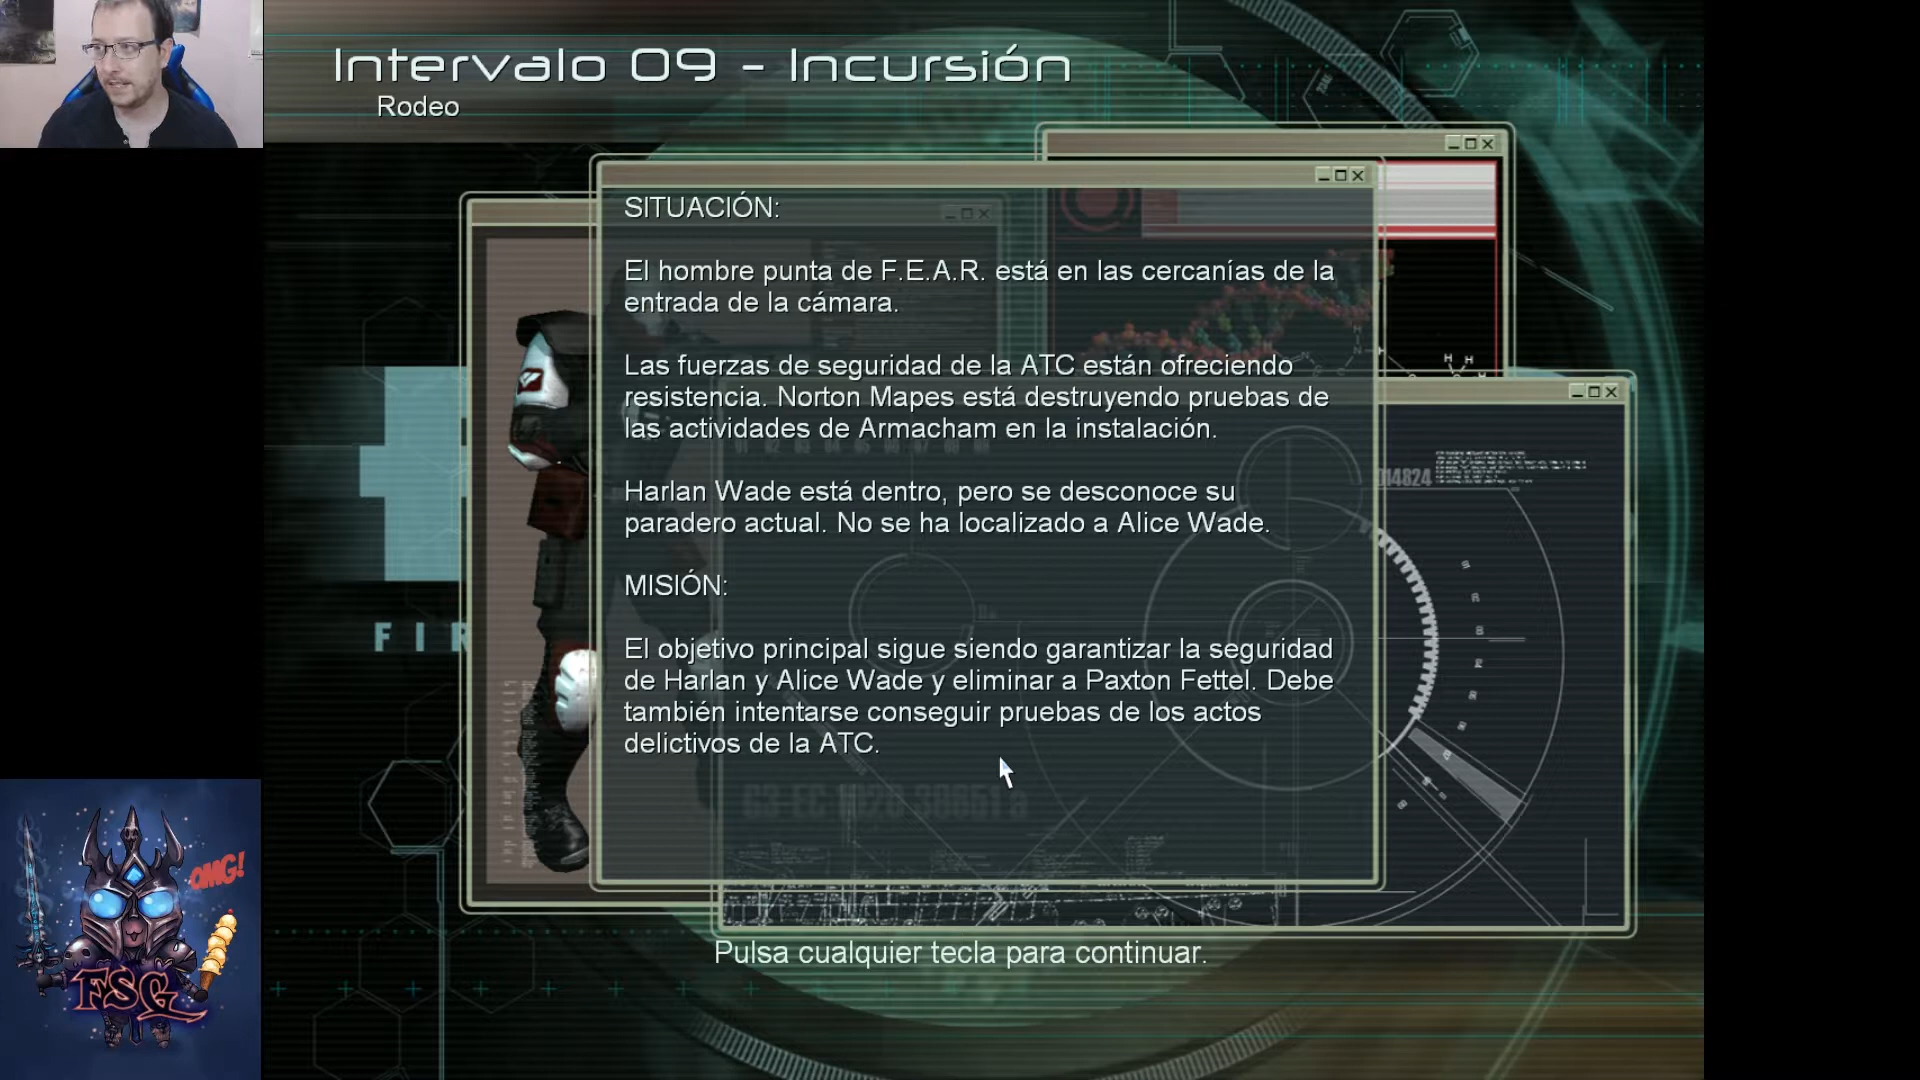 Intervalo 09 - Incursión
Rodeo
SITUACIÓN:
El hombre punta de F.E.A.R. está en las cercanías de la
entrada de la cámara.
Las fuerzas de seguridad de la ATC están ofreciendo
resistencia. Norton Mapes está destruyendo pruebas de
las actividades de Armacham en la instalación.
Harlan Wade está dentro, pero se desconoce su
paradero actual. No se ha localizado a Alice Wade.
MISIÓN:
El objetivo principal sigue siendo garantizar la seguridad
de Harlan y Alice Wade y eliminar a Paxton Fettel. Debe
también intentarse conseguir pruebas de los actos
delictivos de la ATC.
Pulsa cualquier tecla para continuar.
FIR
OMG!
FSG